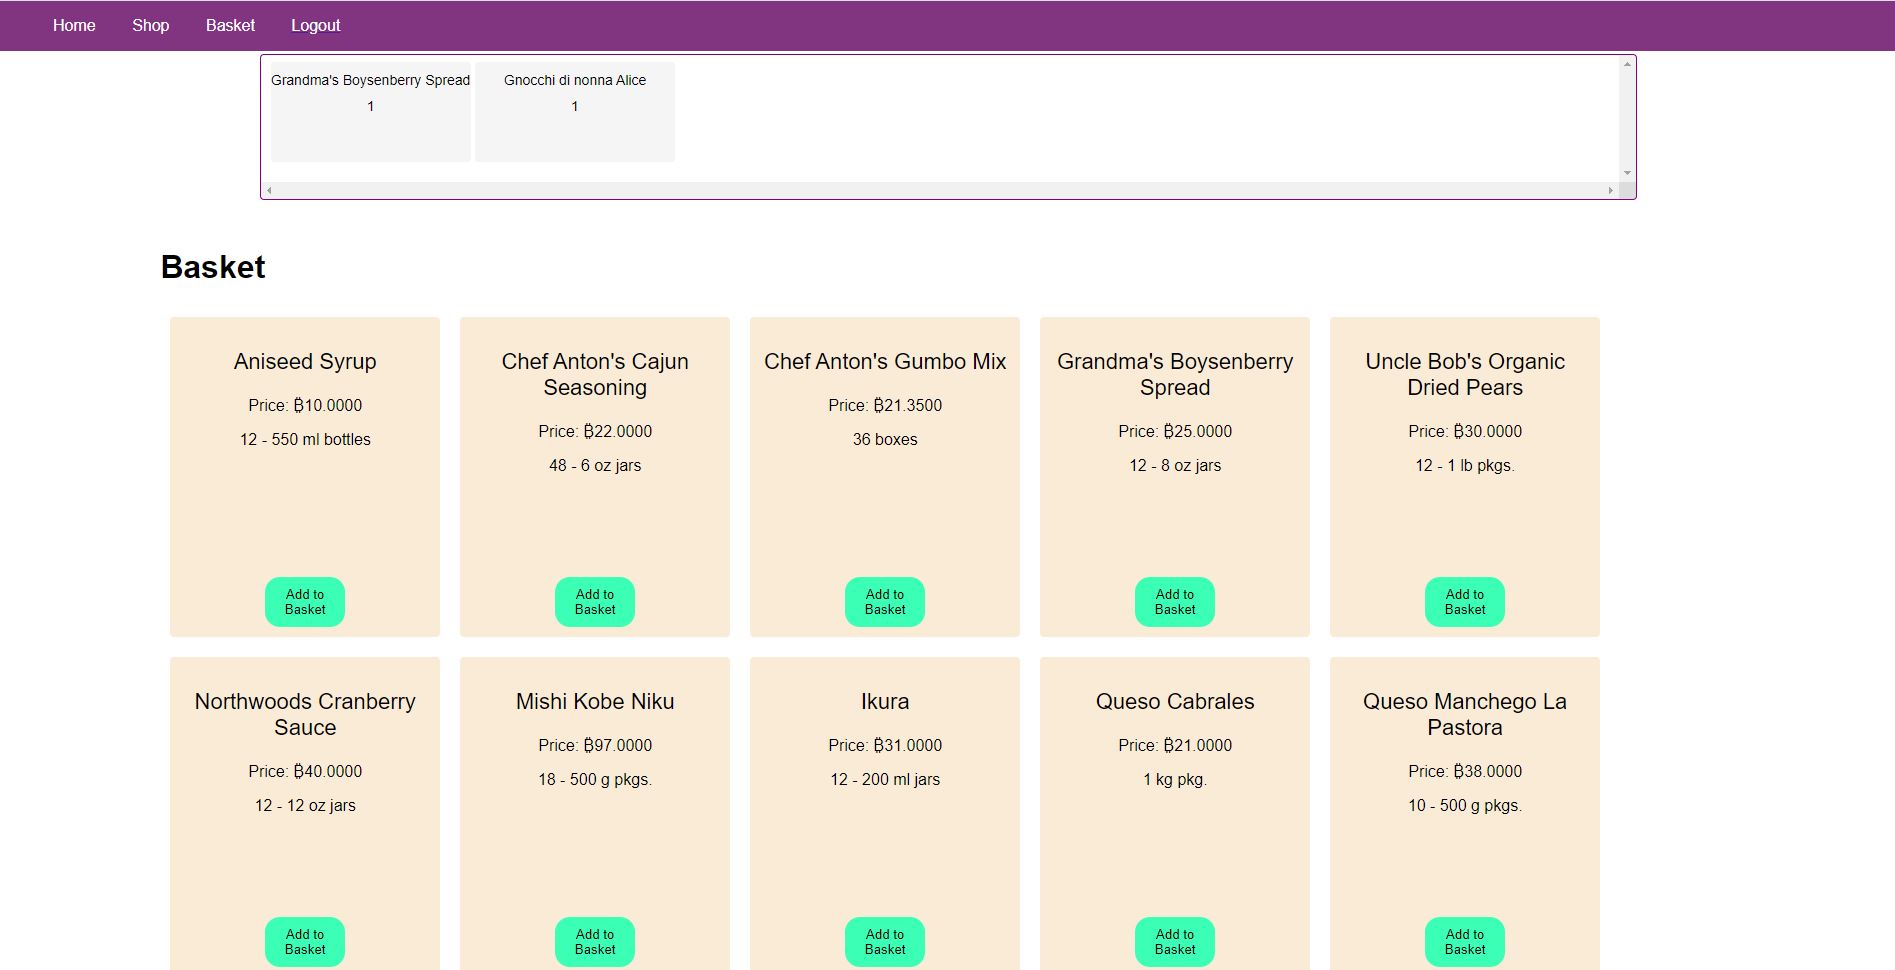 Home Shop Basket Logout
Grandma's Boysenberry Spread
1
Gnocchi di nonna Alice
1
Basket
Aniseed Syrup
Price: ₿10.0000
12 - 550 ml bottles
Add to
Basket
Chef Anton's Cajun
Seasoning
Price: ₿22.0000
48 - 6 oz jars
Add to
Basket
Chef Anton's Gumbo Mix
Price: ₿21.3500
36 boxes
Add to
Basket
Grandma's Boysenberry
Spread
Price: ₿25.0000
12 - 8 oz jars
Add to
Basket
Uncle Bob's Organic
Dried Pears
Price: ₿30.0000
12 - 1 lb pkgs.
Add to
Basket
Northwoods Cranberry
Sauce
Price: ₿40.0000
12 - 12 oz jars
Add to
Basket
Mishi Kobe Niku
Price: ₿97.0000
18 - 500 g pkgs.
Add to
Basket
Ikura
Price: ₿31.0000
12 - 200 ml jars
Add to
Basket
Queso Cabrales
Price: ₿21.0000
1 kg pkg.
Add to
Basket
Queso Manchego La
Pastora
Price: ₿38.0000
10 - 500 g pkgs.
Add to
Basket